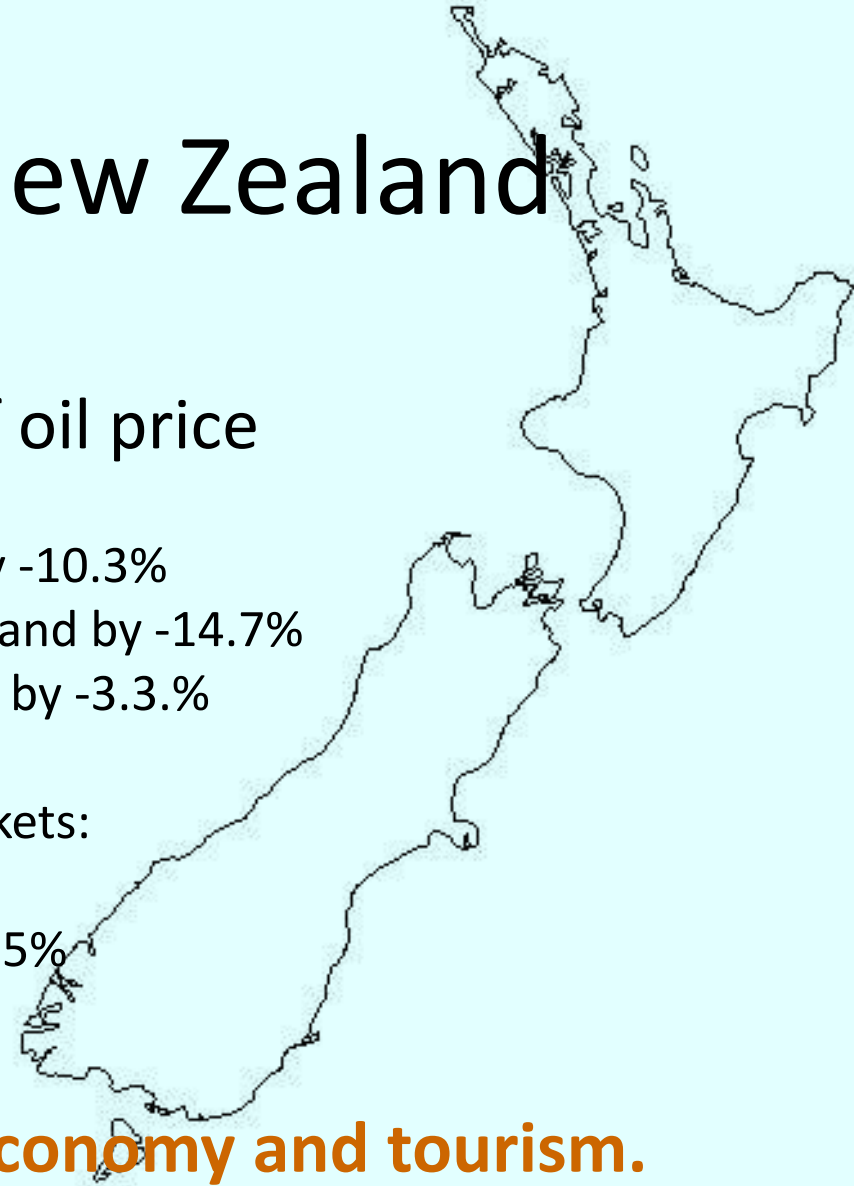 ew Zealand
oil price
-10.3%
and by -14.7%
by -3.3.%
kets:
5%
conomy and tourism.